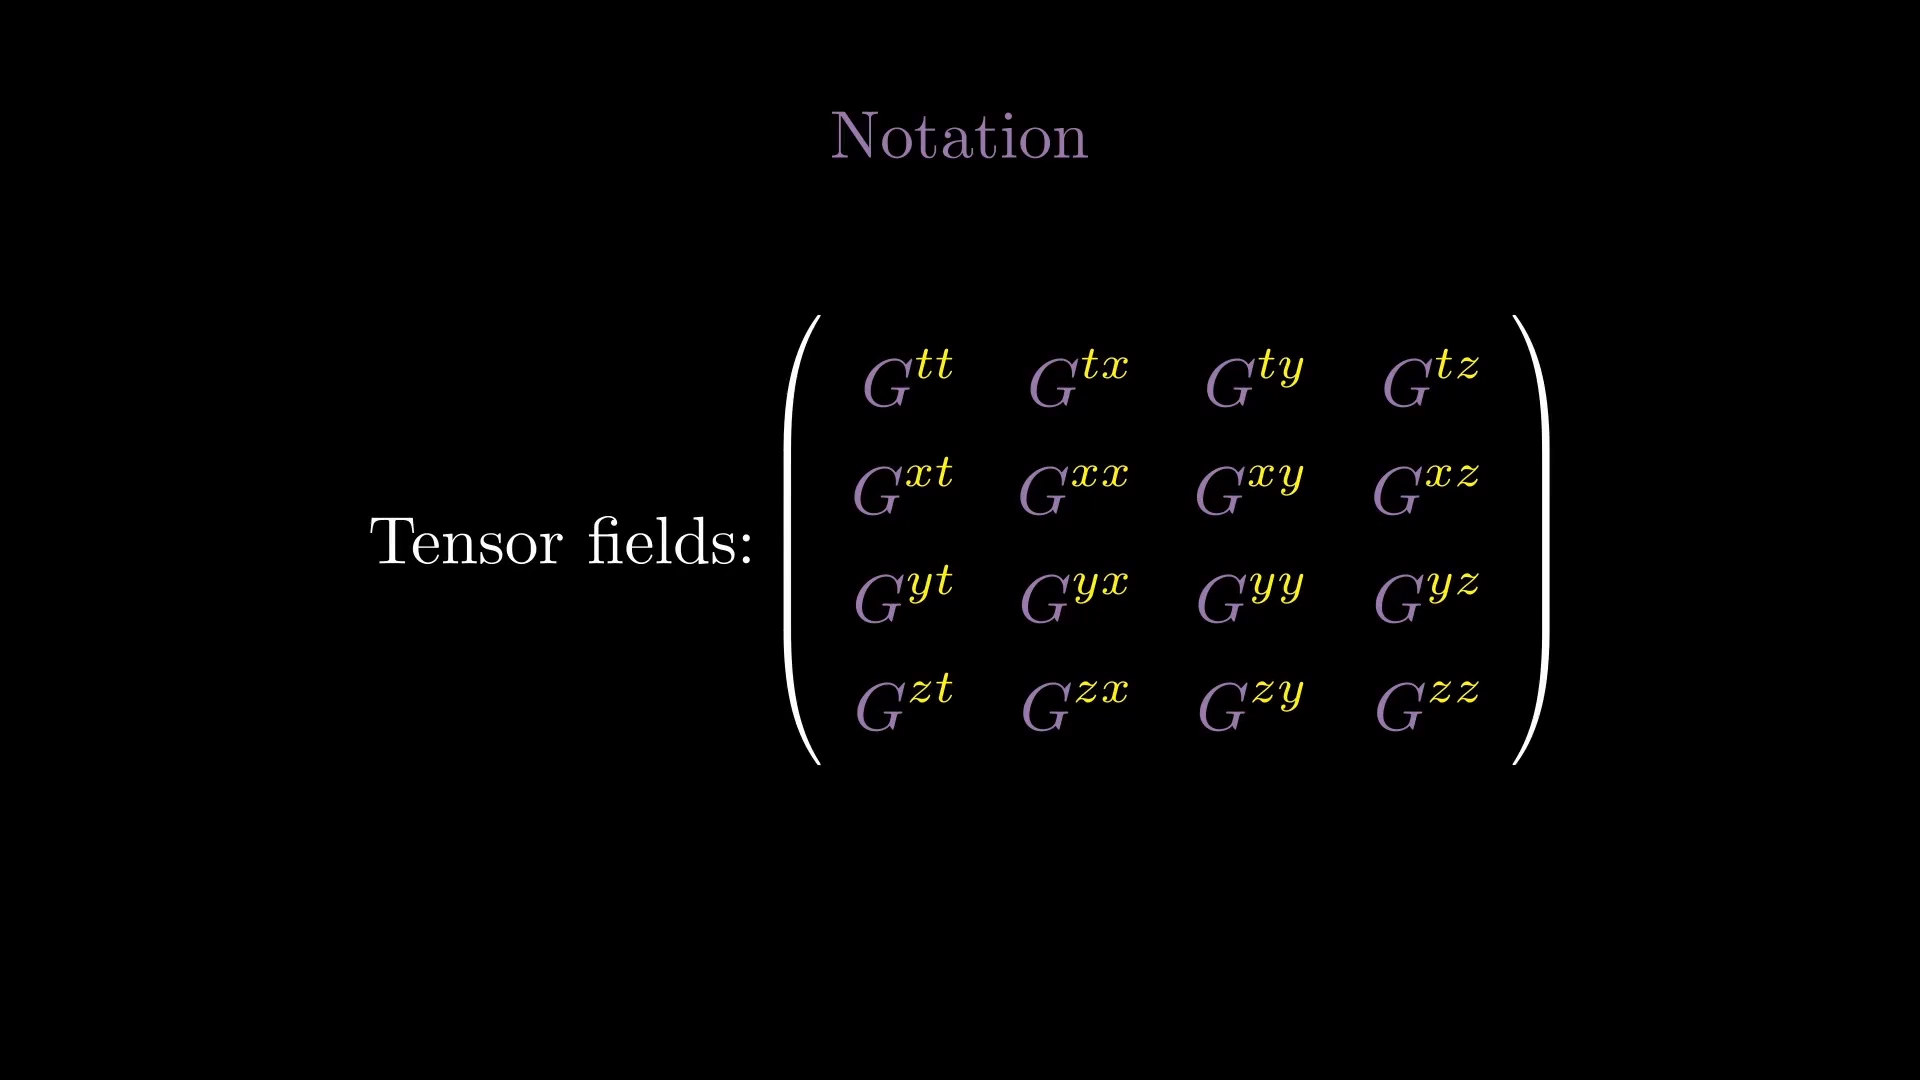 Notation
G^{tt} G^{tx} G^{ty} G^{tz}
G^{xt} G^{xx} G^{xy} G^{xz}
Tensor fields:
G^{yt} G^{yx} G^{yy} G^{yz}
G^{zt} G^{zx} G^{zy} G^{zz}